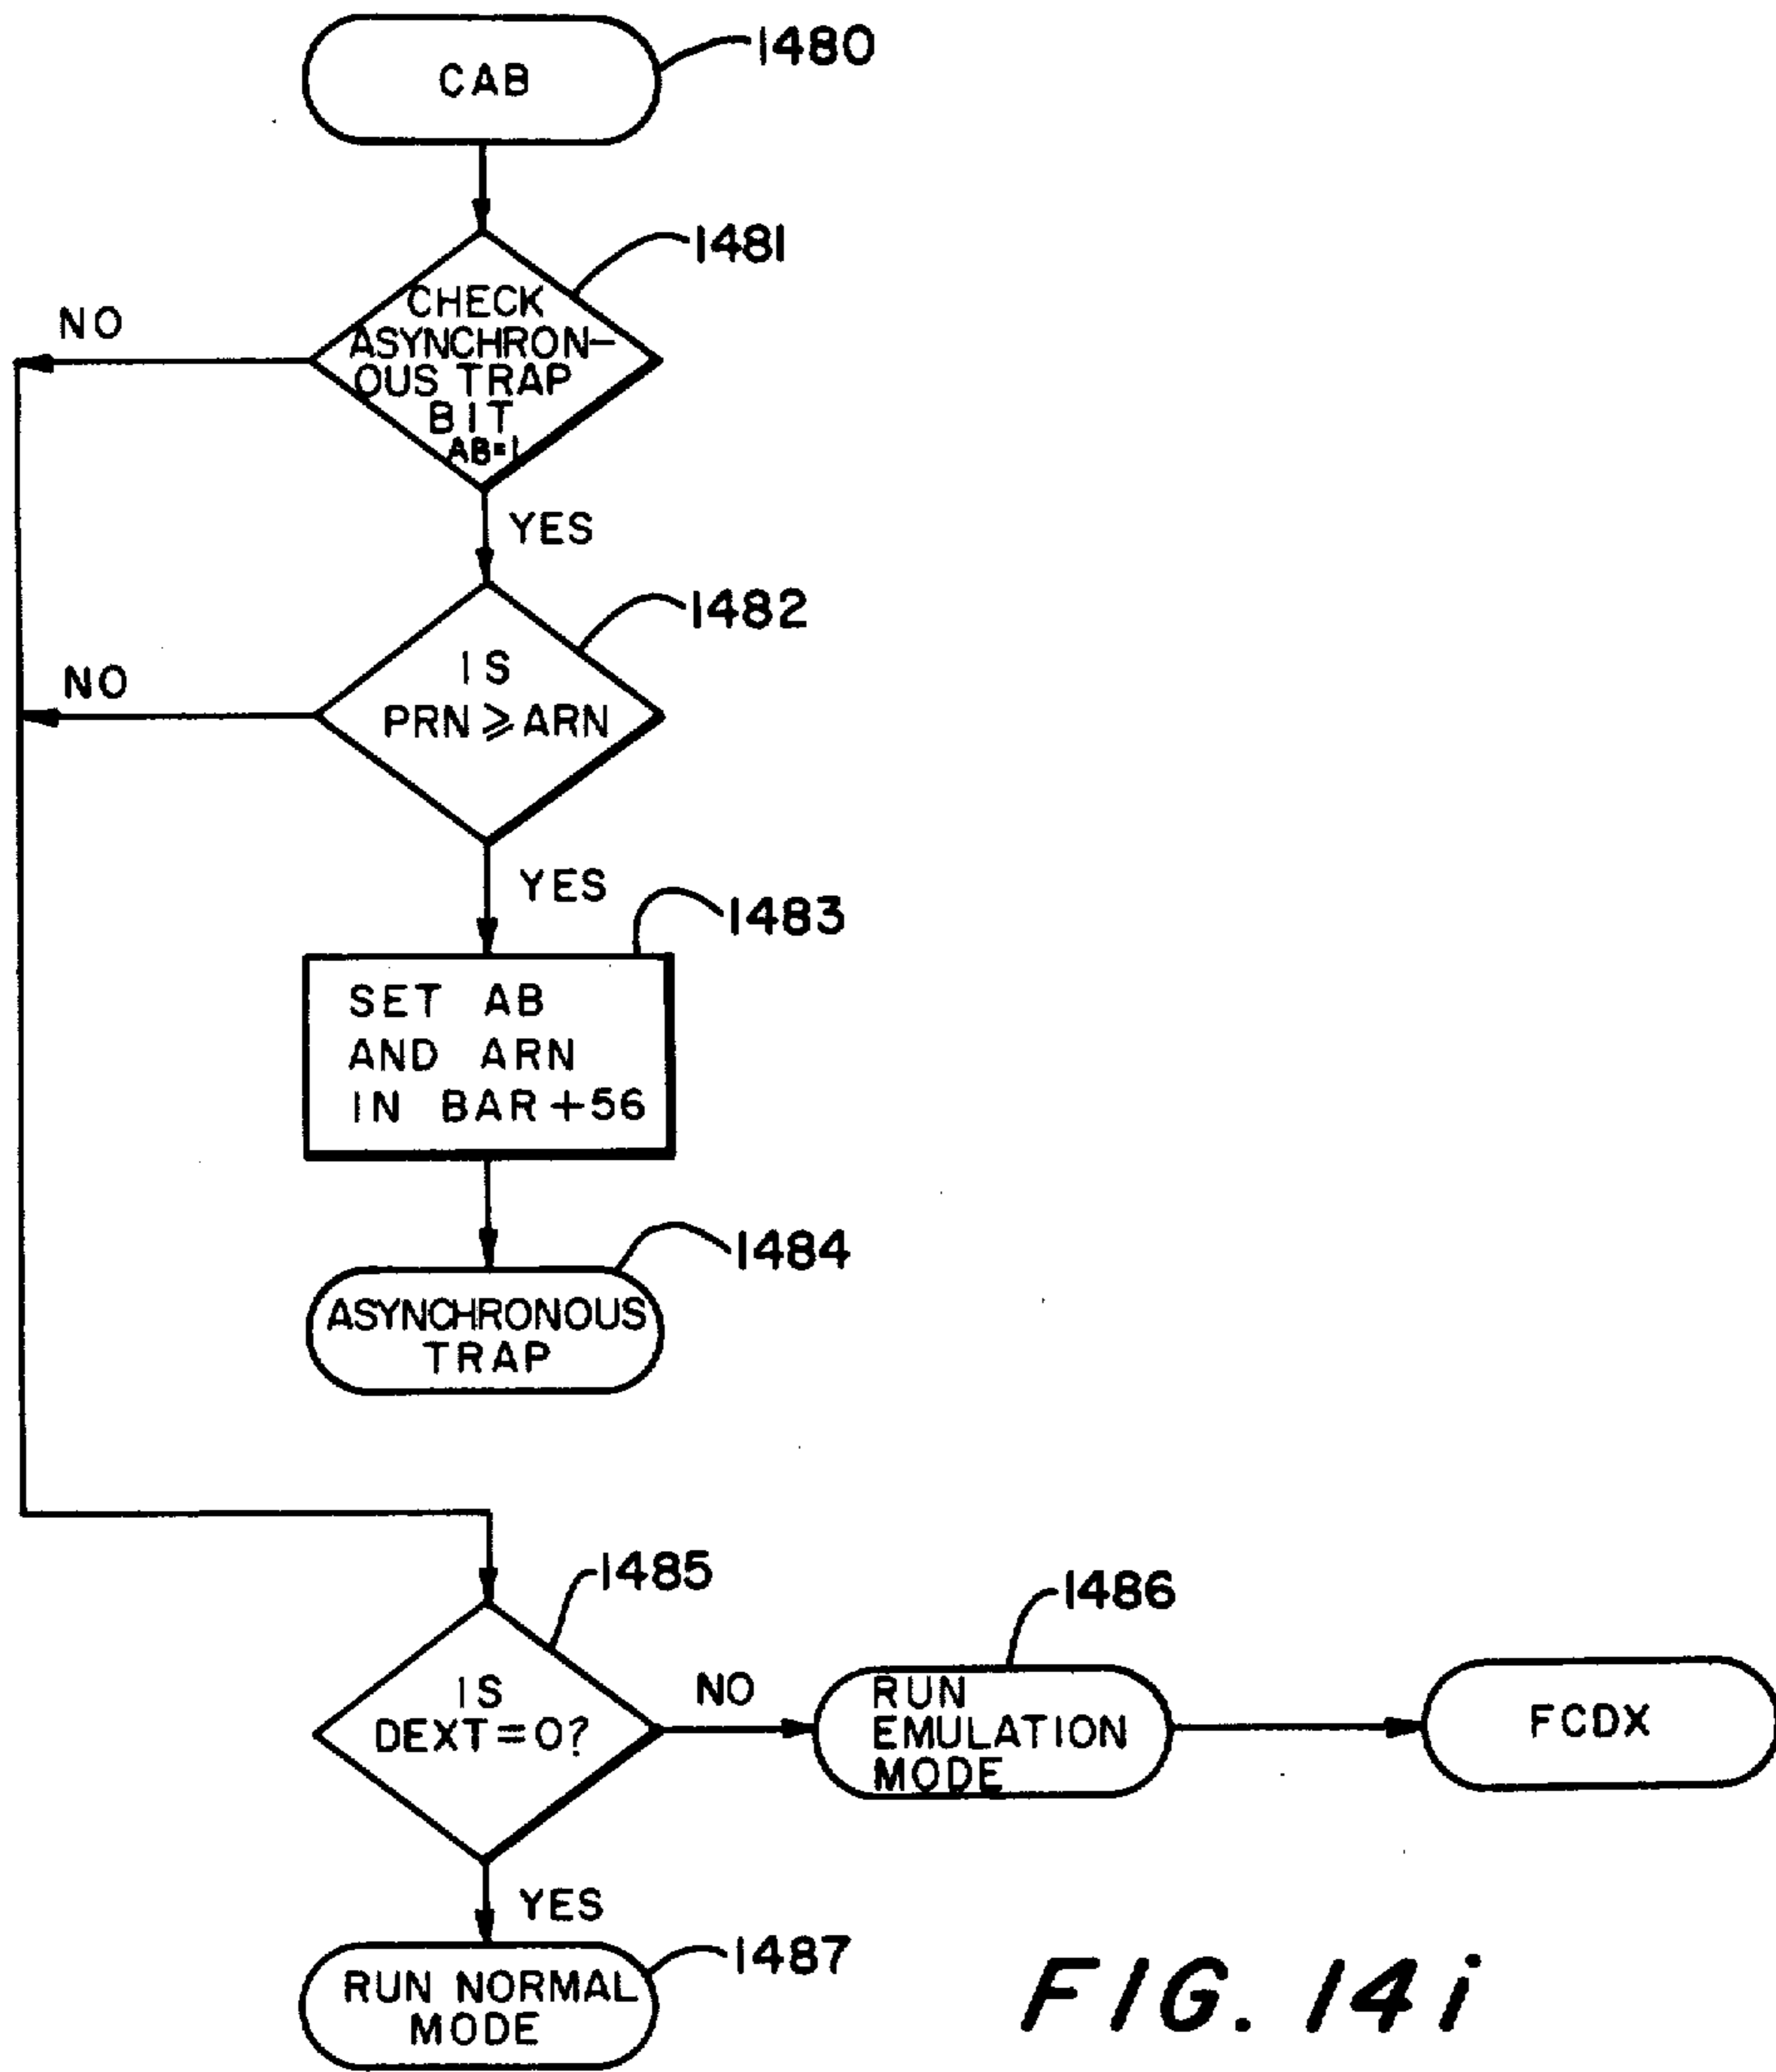 CAB
1480
CHECK
ASYNCHRON-
OUS TRAP
BIT
AB=1
1481
NO
YES
IS
PRN ⩾ ARN
1482
NO
YES
SET AB
AND ARN
IN BAR+56
1483
ASYNCHRONOUS
TRAP
1484
IS
DEXT=0?
1485
NO
RUN
EMULATION
MODE
1486
FCDX
YES
RUN NORMAL
MODE
1487
FIG. 14i